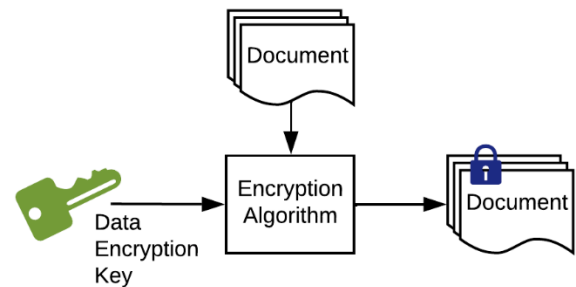 Document
Encryption
Algorithm
Document
Data
Encryption
Key